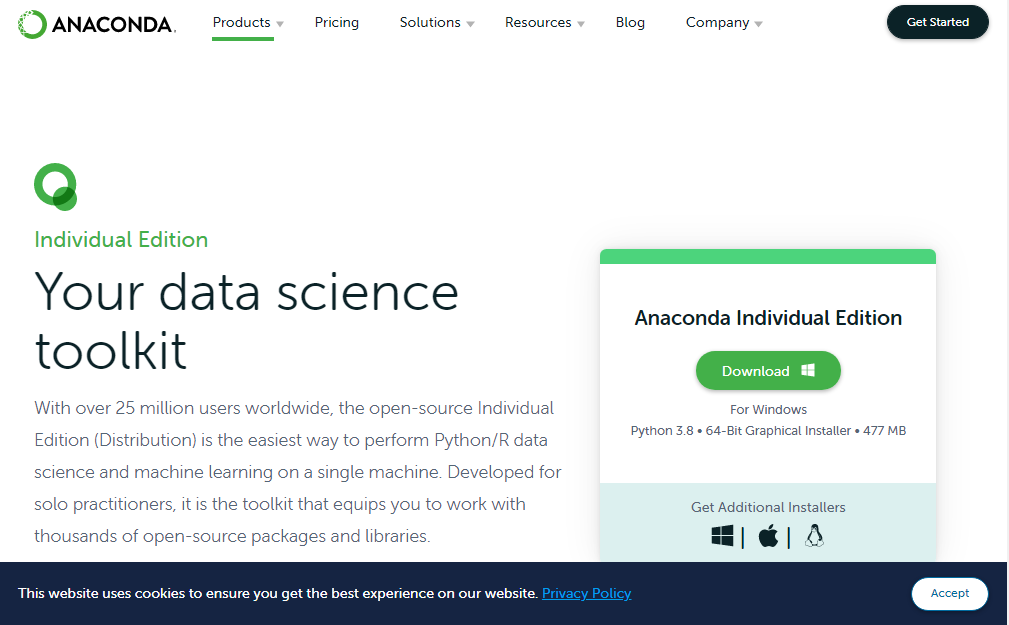 ANACONDA.
Products
Pricing
Solutions
Resources
Blog
Company
Get Started
Individual Edition
Your data science
toolkit
With over 25 million users worldwide, the open-source Individual
Edition (Distribution) is the easiest way to perform Python/R data
science and machine learning on a single machine. Developed for
solo practitioners, it is the toolkit that equips you to work with
thousands of open-source packages and libraries.
Anaconda Individual Edition
Download
For Windows
Python 3.8 • 64-Bit Graphical Installer • 477 MB
Get Additional Installers
| |
This website uses cookies to ensure you get the best experience on our website. Privacy Policy
Accept